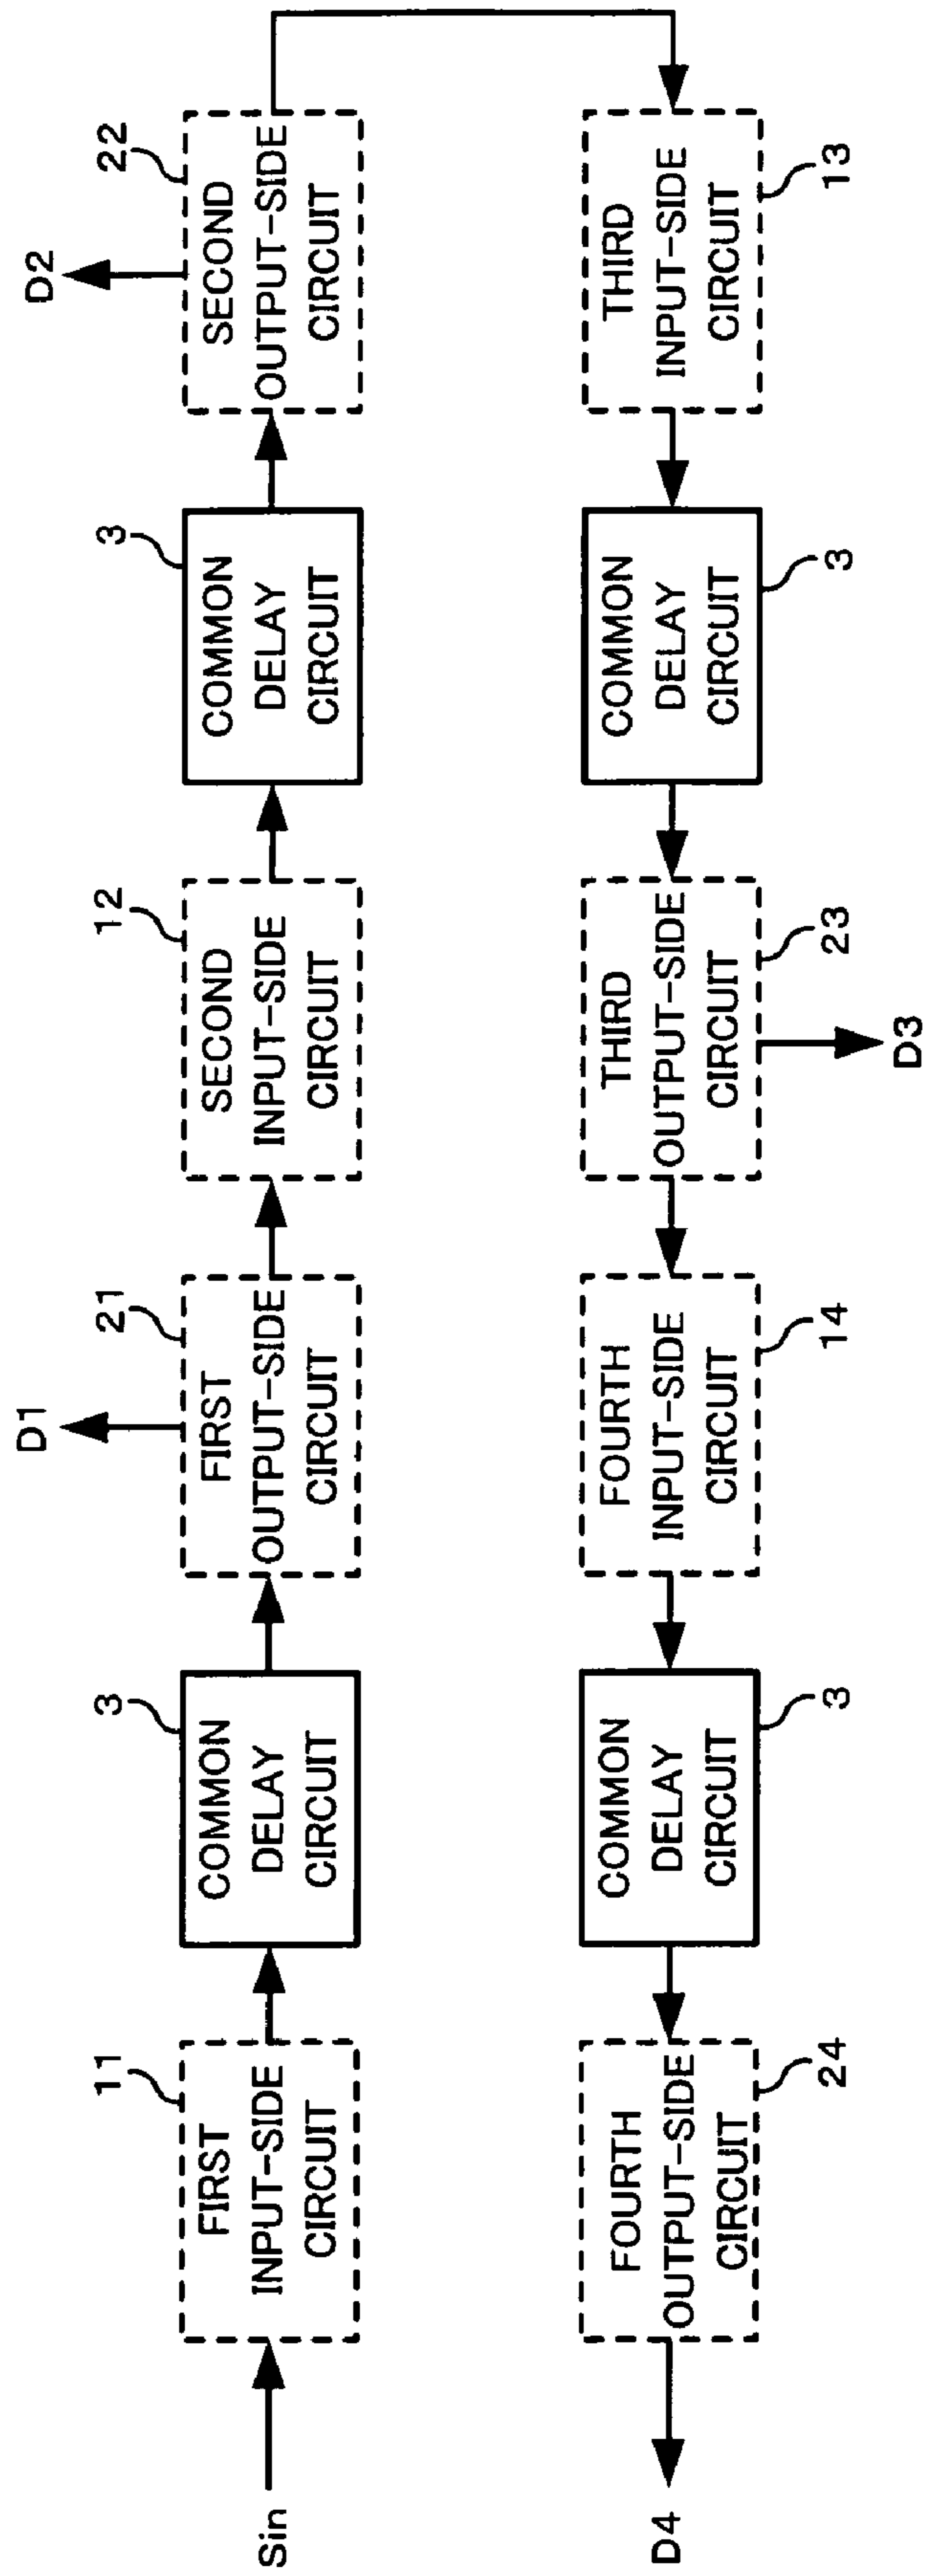 D1
D2
11
3
21
12
3
22
Sin
FIRST
INPUT-SIDE
CIRCUIT
COMMON
DELAY
CIRCUIT
FIRST
OUTPUT-SIDE
CIRCUIT
SECOND
INPUT-SIDE
CIRCUIT
COMMON
DELAY
CIRCUIT
SECOND
OUTPUT-SIDE
CIRCUIT
D4
FOURTH
OUTPUT-SIDE
CIRCUIT
COMMON
DELAY
CIRCUIT
FOURTH
INPUT-SIDE
CIRCUIT
THIRD
OUTPUT-SIDE
CIRCUIT
COMMON
DELAY
CIRCUIT
THIRD
INPUT-SIDE
CIRCUIT
24
3
14
23
3
13
D3